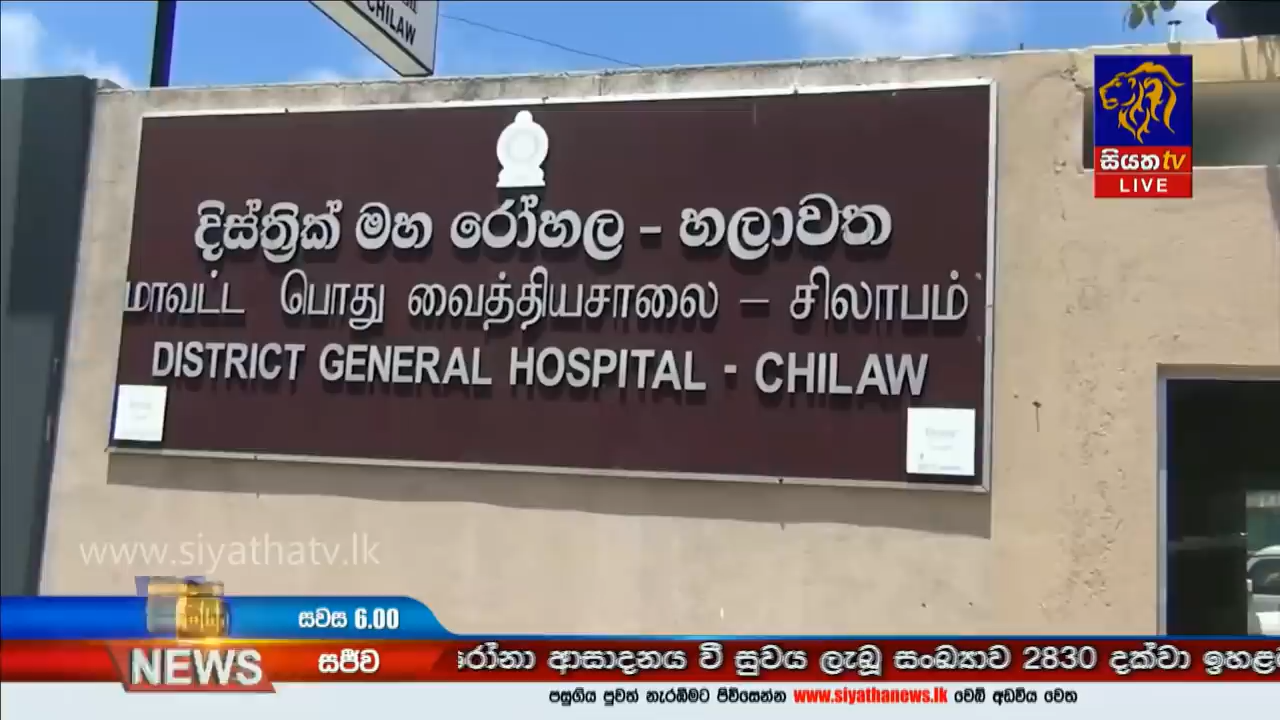 CHILAW
සියත tv
LIVE
දිස්ත්‍රික් මහ රෝහල - හලාවත
மாவட்ட பொது வைத்தியசாலை - சிலாபம்
DISTRICT GENERAL HOSPITAL - CHILAW
www.siyathatv.lk
සවස 6.00
NEWS
සජීව
රෝනා ආසාදනය වී සුවය ලැබූ සංඛ්‍යාව 2830 දක්වා
පසුගිය පුවත් නැරඹීමට පිවිසෙන්න www.siyathanews.lk වෙබ් අඩවිය වෙත